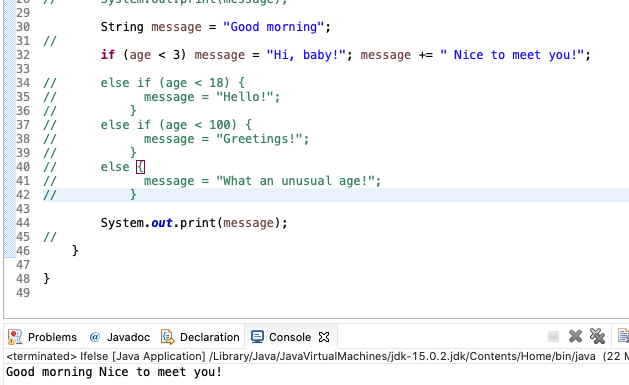 28 //      System.out.print(message);
29
30         String message = "Good morning";
31 //
32         if (age < 3) message = "Hi, baby!"; message += " Nice to meet you!";
33
34 //      else if (age < 18) {
35 //            message = "Hello!";
36 //          }
37 //      else if (age < 100) {
38 //            message = "Greetings!";
39 //          }
40 //      else {
41 //            message = "What an unusual age!";
42 //          }
43
44         System.out.print(message);
45 //
46     }
47
48 }
49
Problems @ Javadoc Declaration Console
<terminated> Ifelse [Java Application] /Library/Java/JavaVirtualMachines/jdk-15.0.2.jdk/Contents/Home/bin/java (22
Good morning Nice to meet you!